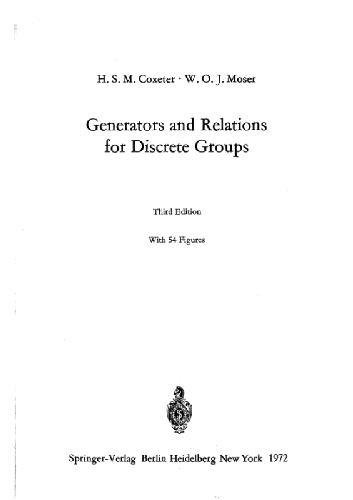 H. S. M. Coxeter · W. O. J. Moser
Generators and Relations
for Discrete Groups
Third Edition
With 54 Figures
Springer-Verlag Berlin Heidelberg New York 1972